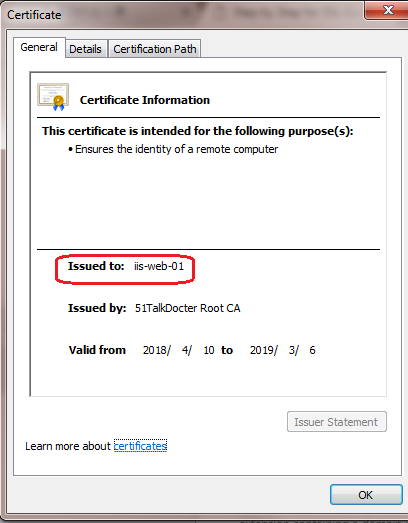 Certificate
General Details Certification Path
Certificate Information
This certificate is intended for the following purpose(s):
• Ensures the identity of a remote computer
Issued to: iis-web-01
Issued by: 51TalkDocter Root CA
Valid from 2018/ 4/ 10 to 2019/ 3/ 6
Issuer Statement
Learn more about certificates
OK